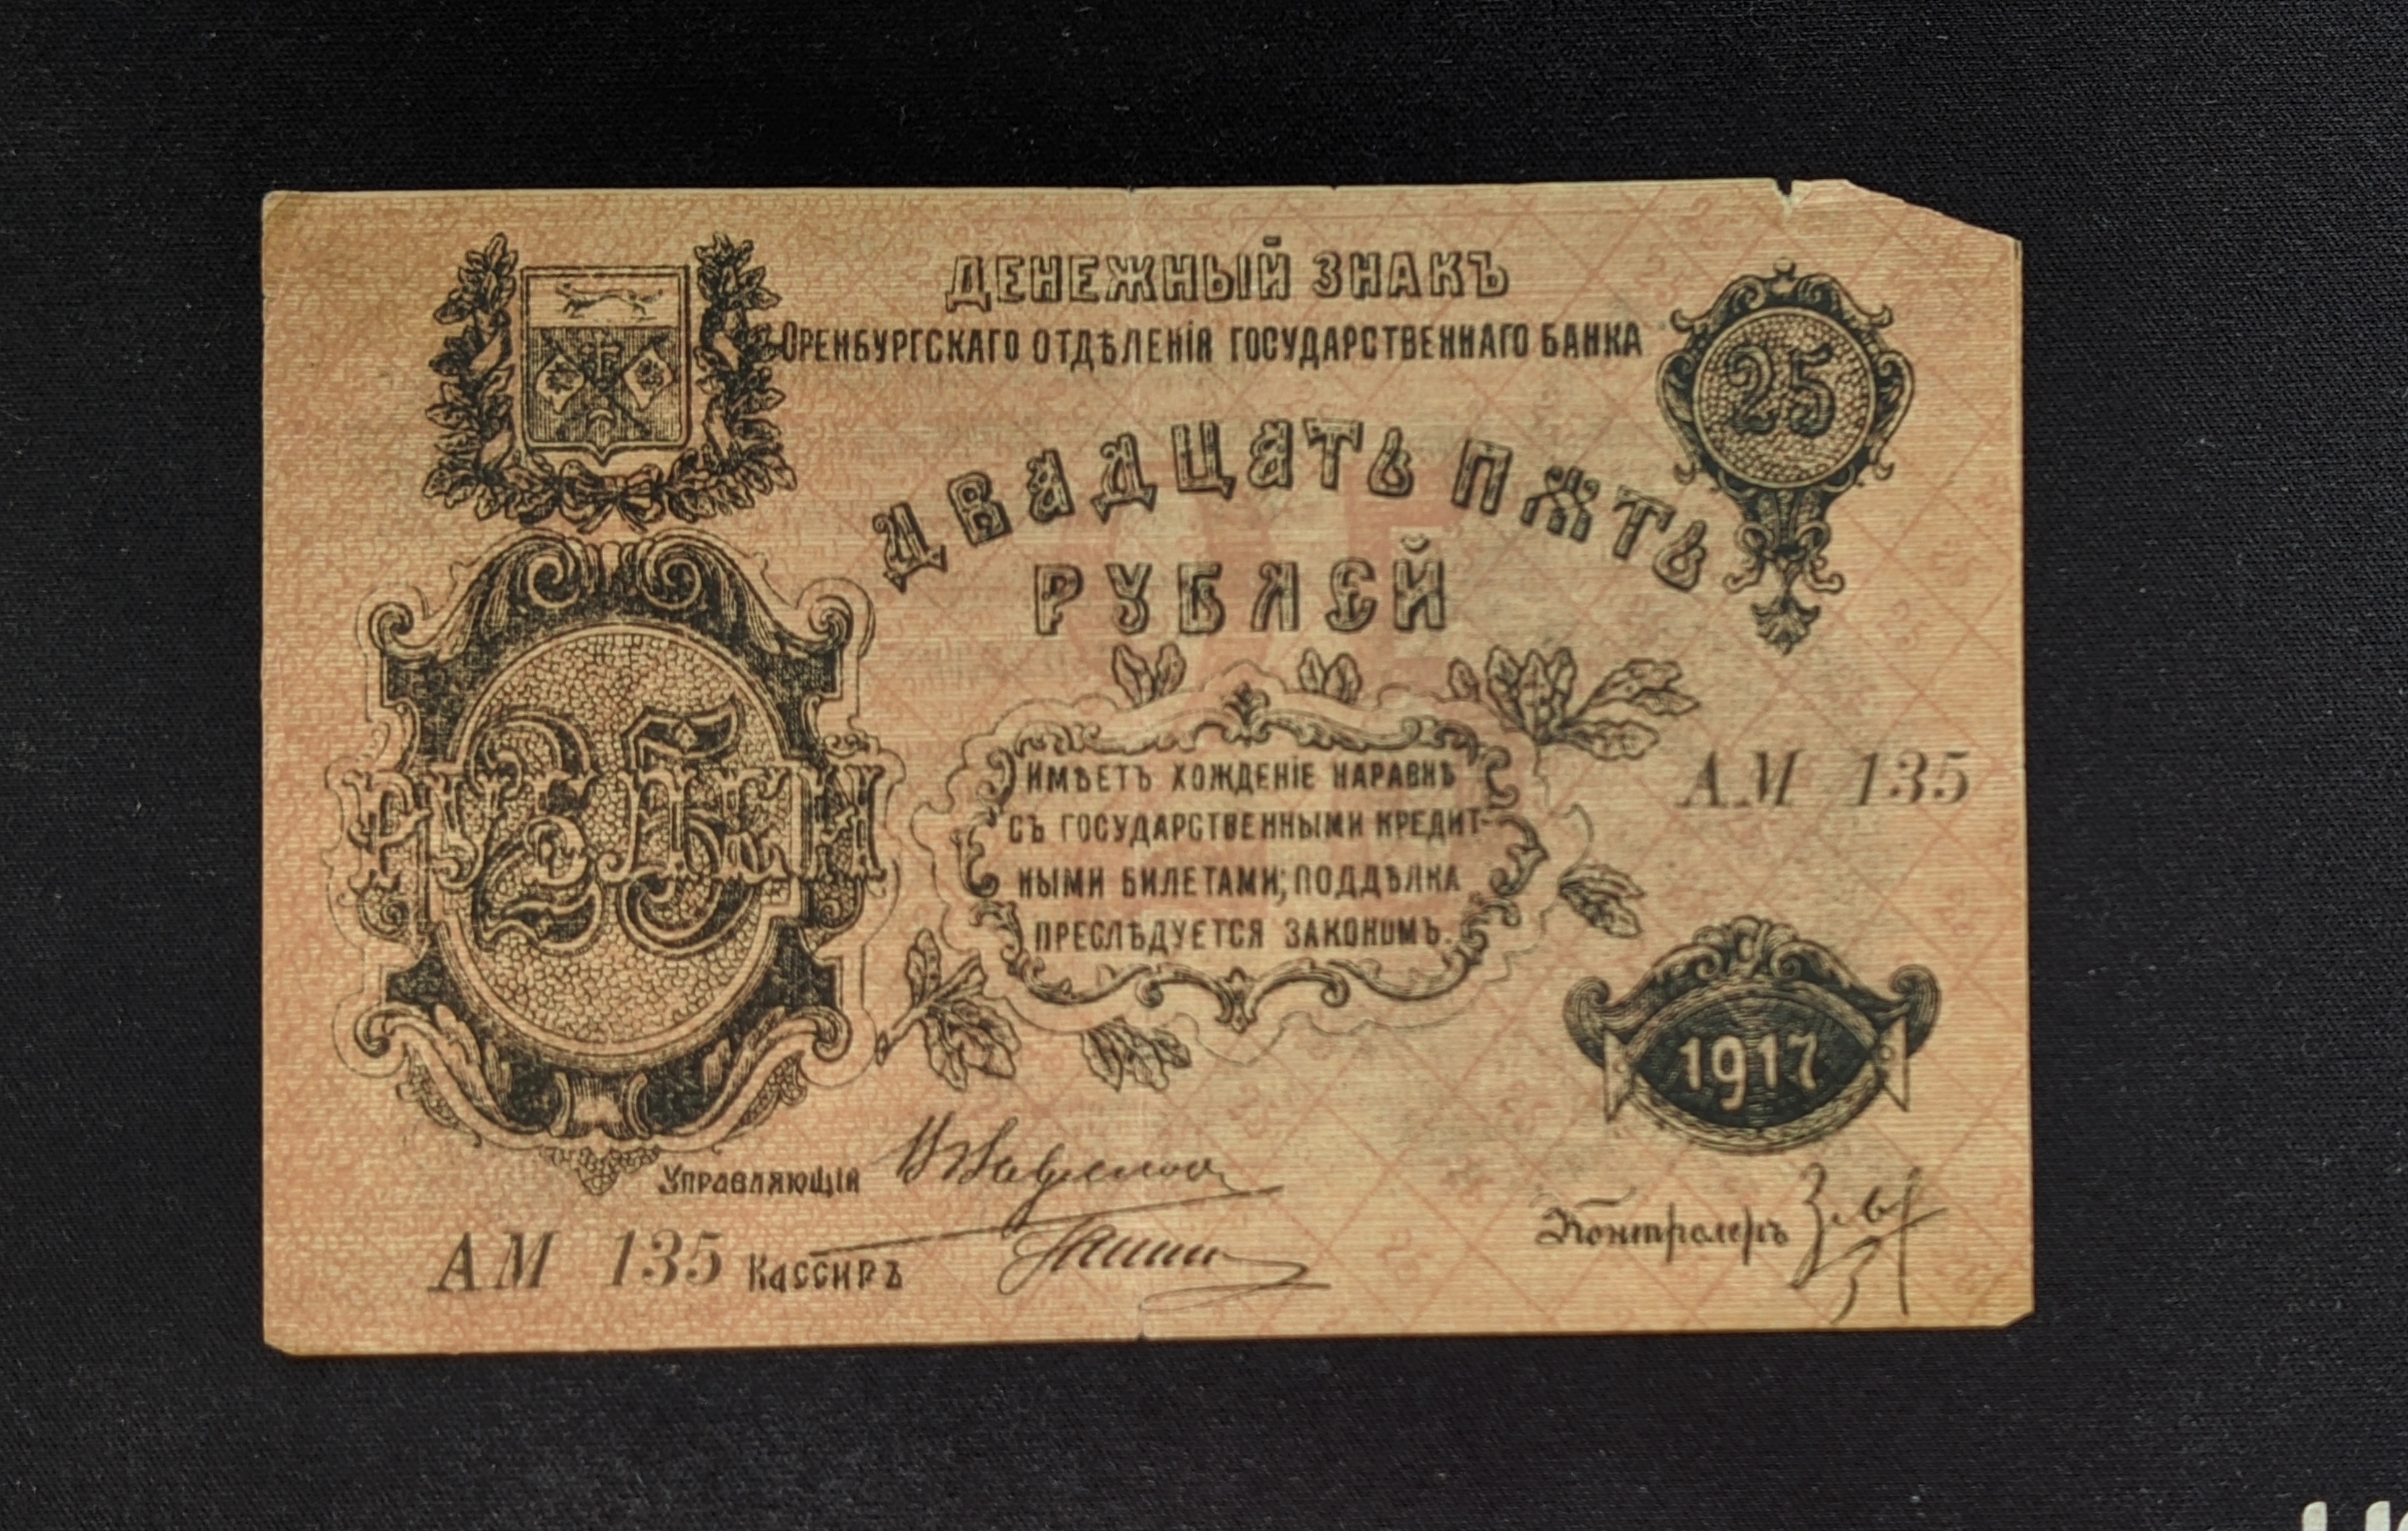 ДЕНЕЖНЫЙ ЗНАКЪ
ОРЕНБУРГСКАГО ОТДѢЛЕНІЯ ГОСУДАРСТВЕННАГО БАНКА
25
ДВАДЦАТЬ ПѦТЬ
РУБЛЕЙ
25
РУБЛЕЙ
ИМѢЕТЪ ХОЖДЕНІЕ НАРАВНѢ
СЪ ГОСУДАРСТВЕННЫМИ КРЕДИТ-
НЫМИ БИЛЕТАМИ; ПОДДѢЛКА
ПРЕСЛѢДУЕТСЯ ЗАКОНОМЪ.
АМ 135
1917
УПРАВЛЯЮЩІЙ
Контролеръ
АМ 135 КАССИРЪ